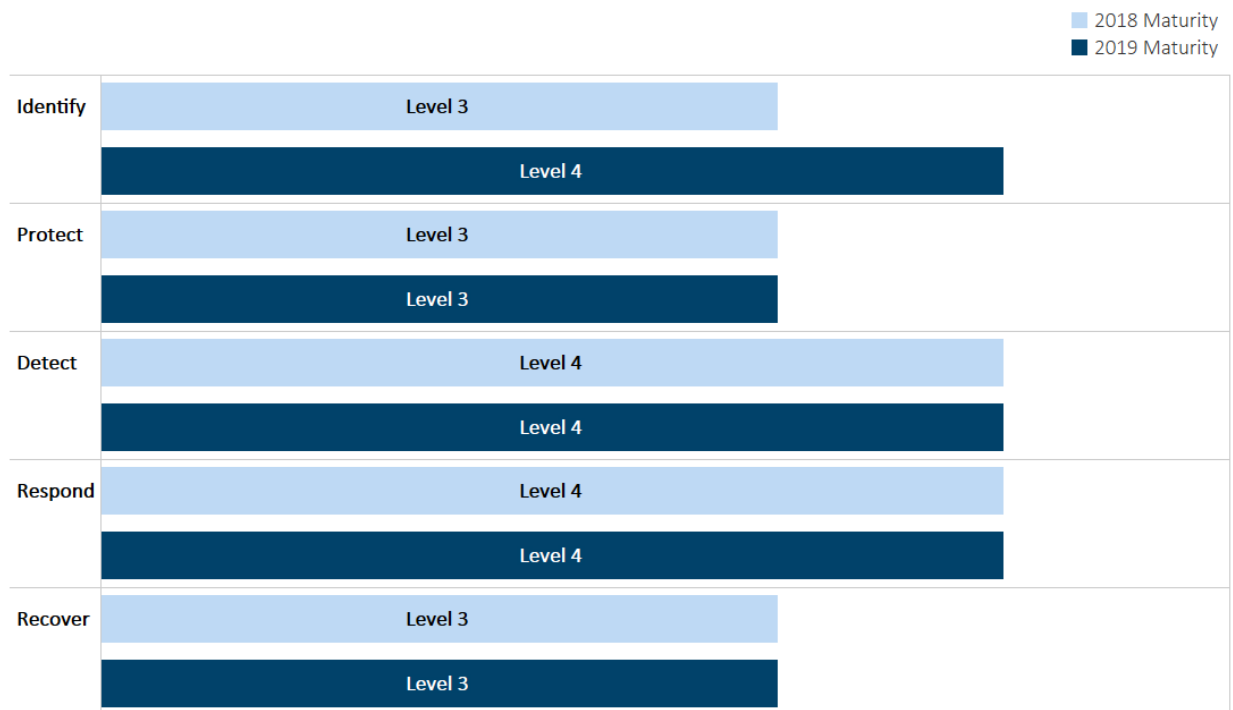 2018 Maturity
2019 Maturity
Identify
Level 3
Level 4
Protect
Level 3
Level 3
Detect
Level 4
Level 4
Respond
Level 4
Level 4
Recover
Level 3
Level 3